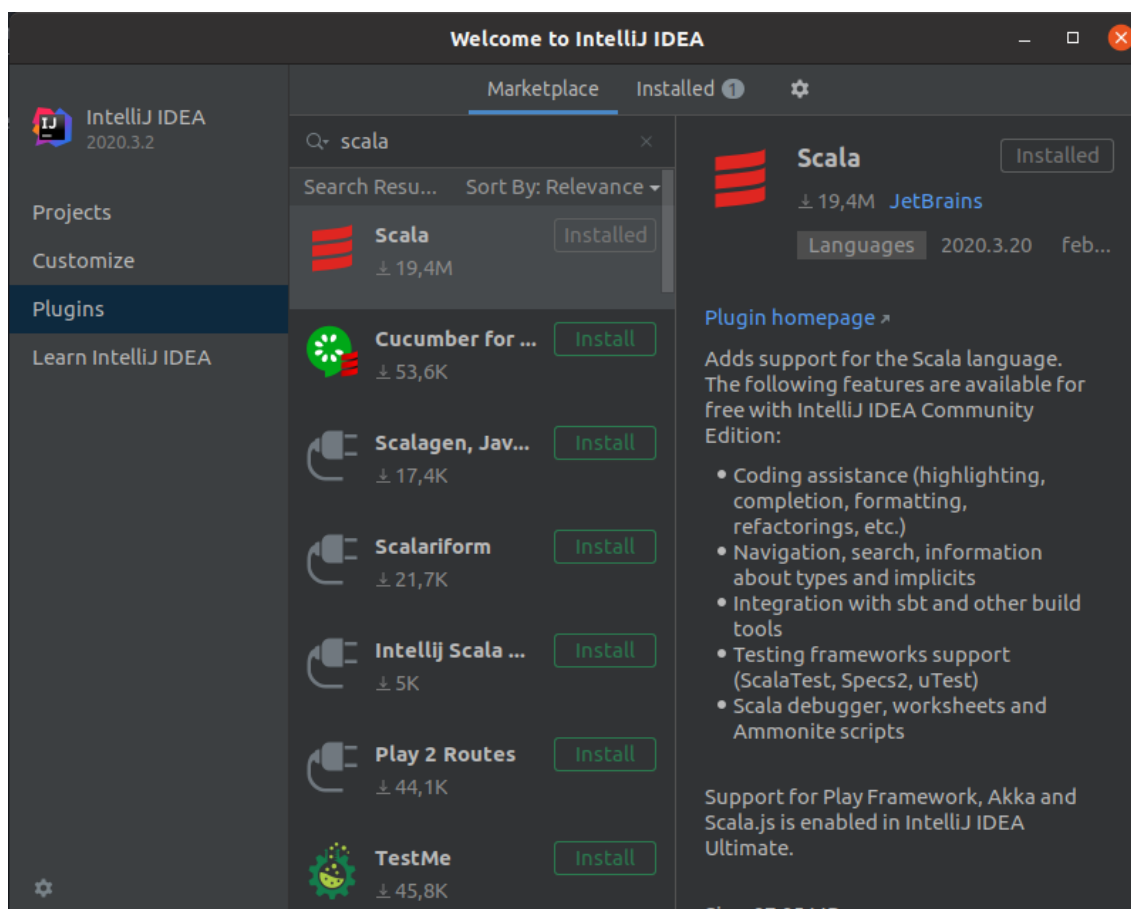 Welcome to IntelliJ IDEA
IJ
IntelliJ IDEA
2020.3.2
Projects
Customize
Plugins
Learn IntelliJ IDEA
Marketplace Installed 1
scala
Search Resu... Sort By: Relevance
Scala Installed
19,4M
Cucumber for ... Install
53,6K
Scalagen, Jav... Install
17,4K
Scalariform Install
21,7K
Intellij Scala ... Install
5K
Play 2 Routes Install
44,1K
TestMe Install
45,8K
Scala Installed
19,4M JetBrains
Languages 2020.3.20 feb...
Plugin homepage
Adds support for the Scala language.
The following features are available for
free with IntelliJ IDEA Community
Edition:
• Coding assistance (highlighting,
completion, formatting,
refactorings, etc.)
• Navigation, search, information
about types and implicits
• Integration with sbt and other build
tools
• Testing frameworks support
(ScalaTest, Specs2, uTest)
• Scala debugger, worksheets and
Ammonite scripts
Support for Play Framework, Akka and
Scala.js is enabled in IntelliJ IDEA
Ultimate.